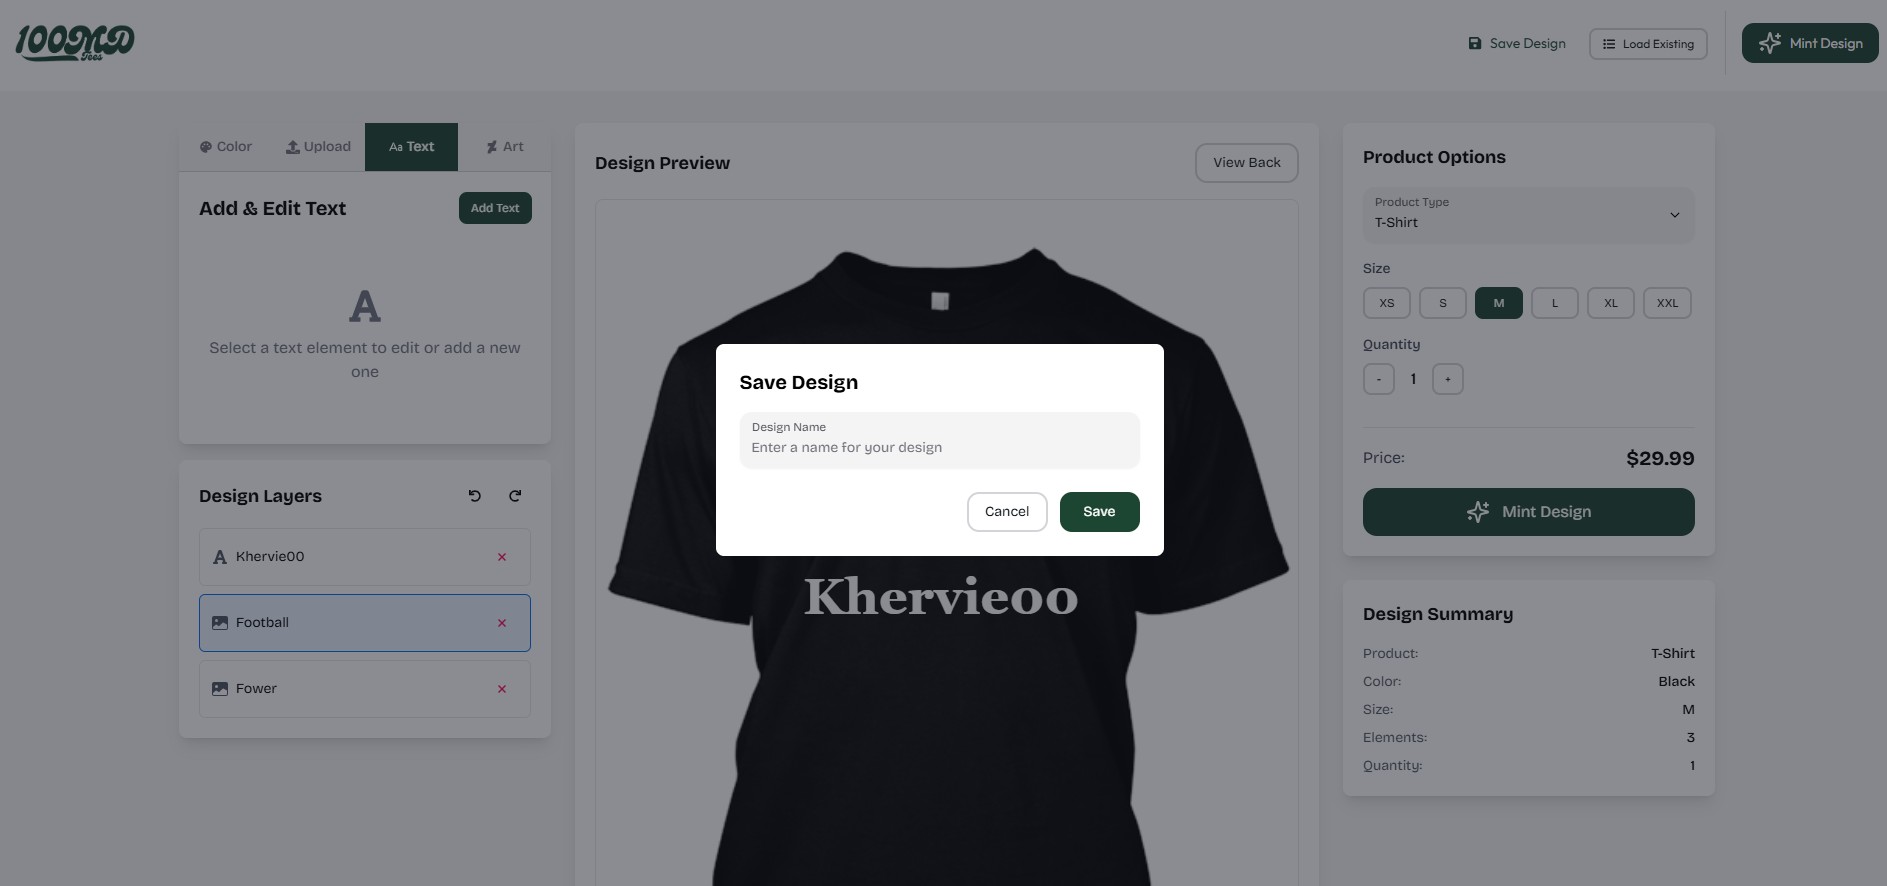 100MD
Tees
Save Design
Load Existing
Mint Design
Color
Upload
Aa Text
Art
Add & Edit Text
Add Text
A
Select a text element to edit or add a new
one
Design Layers
A Khervie00
Football
Fower
Design Preview
View Back
Save Design
Design Name
Enter a name for your design
Cancel
Save
Khervie00
Product Options
Product Type
T-Shirt
Size
XS
S
M
L
XL
XXL
Quantity
-
1
+
Price:
$29.99
Mint Design
Design Summary
Product:
T-Shirt
Color:
Black
Size:
M
Elements:
3
Quantity:
1